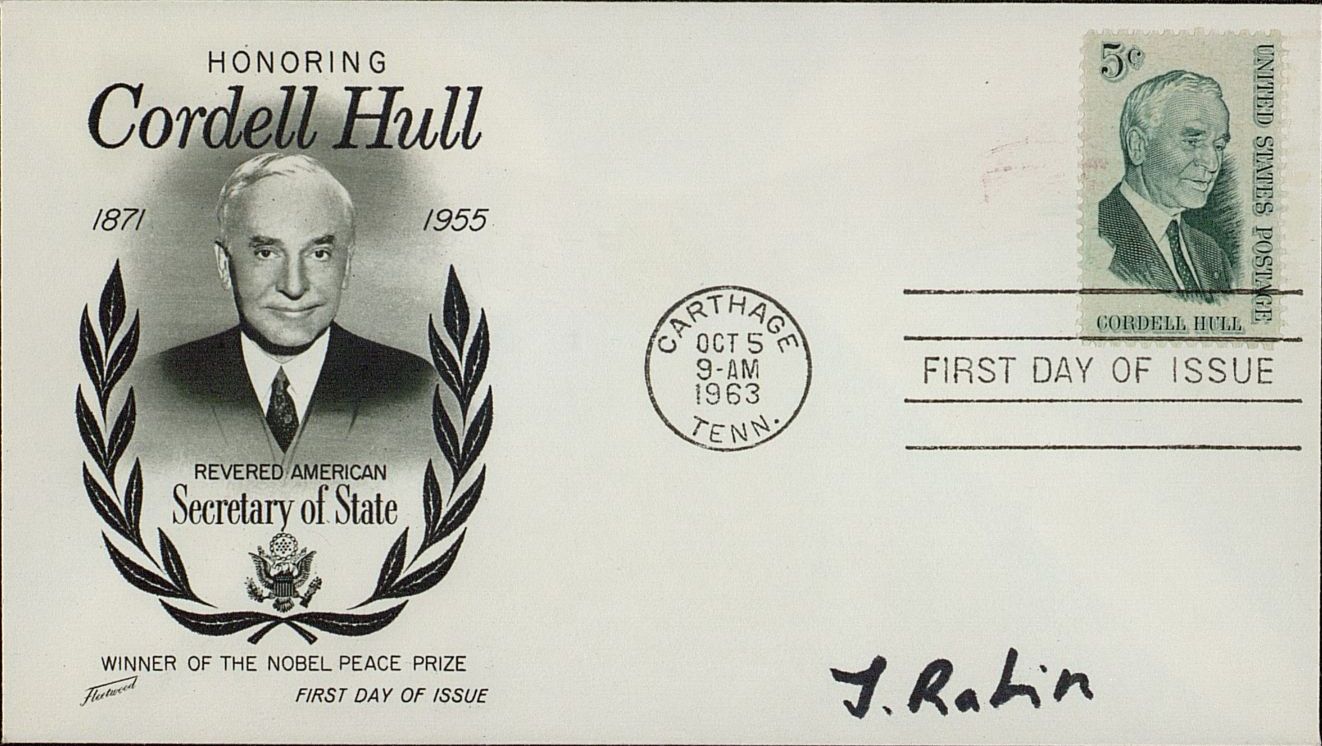 HONORING
Cordell Hull
1871 1955
REVERED AMERICAN
Secretary of State
WINNER OF THE NOBEL PEACE PRIZE
Fleetwood
FIRST DAY OF ISSUE
CARTHAGE
OCT 5
9-AM
1963
TENN.
5¢
UNITED STATES POSTAGE
CORDELL HULL
FIRST DAY OF ISSUE
Y. Rabin